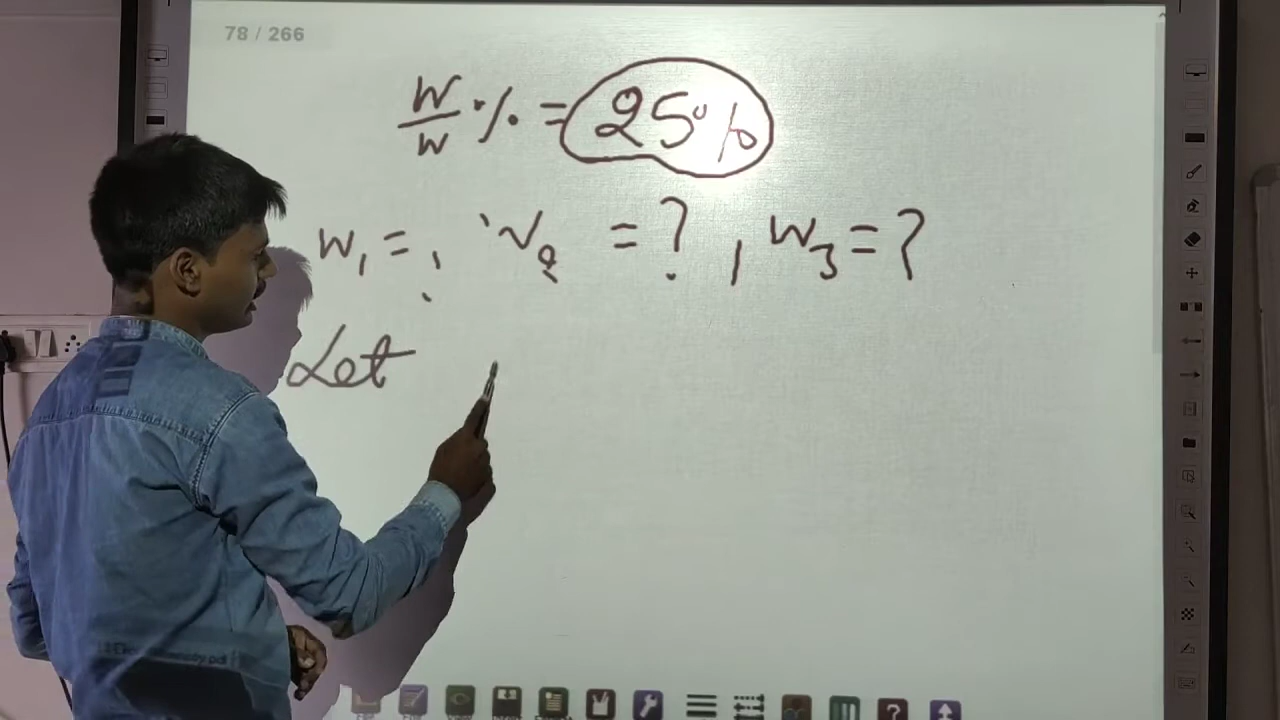 78 / 266
W/W % = 25%
W₁ = ? W₂ = ? , W₃ = ?
Let